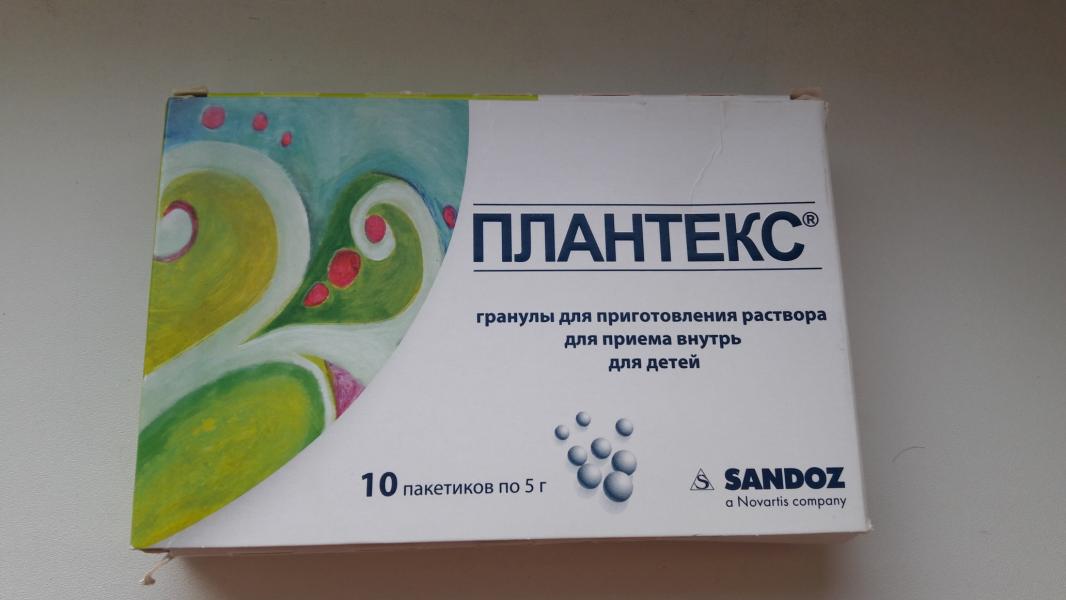 ПЛАНТЕКС®
гранулы для приготовления раствора
для приема внутрь
для детей
10 пакетиков по 5 г
S SANDOZ
a Novartis company